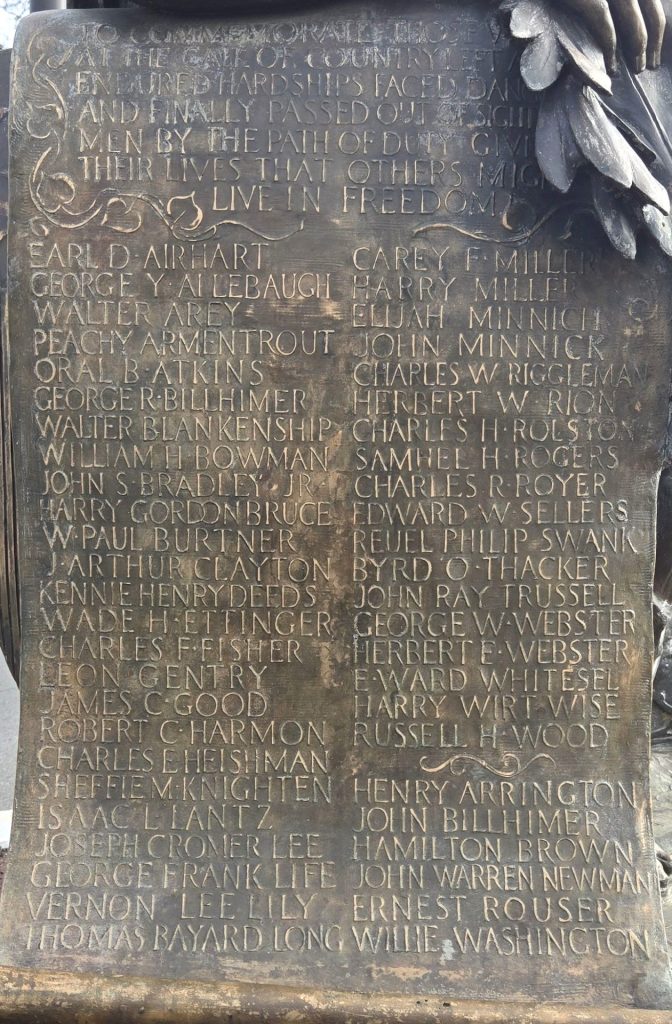 TO COMMEMORATE THOSE W
AT THE CALL OF COUNTRY LEFT
ENDURED HARDSHIPS FACED DAN
AND FINALLY PASSED OUT OF SIGH
MEN BY THE PATH OF DUTY GIVI
THEIR LIVES THAT OTHERS MIG
LIVE IN FREEDOM
EARL D·AIRHART
GEORGE Y·ALLEBAUGH
WALTER AREY
PEACHY ARMENTROUT
ORAL B·ATKINS
GEORGE R·BILLHIMER
WALTER BLANKENSHIP
WILLIAM H BOWMAN
JOHN S·BRADLEY JR·
HARRY GORDON BRUCE
W·PAUL BURTNER
J·ARTHUR CLAYTON
KENNIE HENRY DEEDS
WADE H·ETTINGER
CHARLES F·FISHER
LEON GENTRY
JAMES C·GOOD
ROBERT C·HARMON
CHARLES E·HEISHMAN
SHEFFIE M·KNIGHTEN
ISAAC L·LANTZ
JOSEPH CROMER LEE
GEORGE FRANK LIFE
VERNON LEE LILY
THOMAS BAYARD LONG
CAREY F·MILLER
HARRY MILLER
ELIJAH MINNICH
JOHN MINNICK
CHARLES W·RIGGLEMAN
HERBERT W·RION
CHARLES H·ROLSTON
SAMUEL H·ROGERS
CHARLES R·ROYER
EDWARD W·SELLERS
REUEL PHILIP SWANK
BYRD O·THACKER
JOHN RAY TRUSSELL
GEORGE W·WEBSTER
HERBERT E·WEBSTER
E·WARD WHITESEL
HARRY WIRT WISE
RUSSELL H·WOOD
HENRY ARRINGTON
JOHN BILLHIMER
HAMILTON BROWN
JOHN WARREN NEWMAN
ERNEST ROUSER
WILLIE WASHINGTON